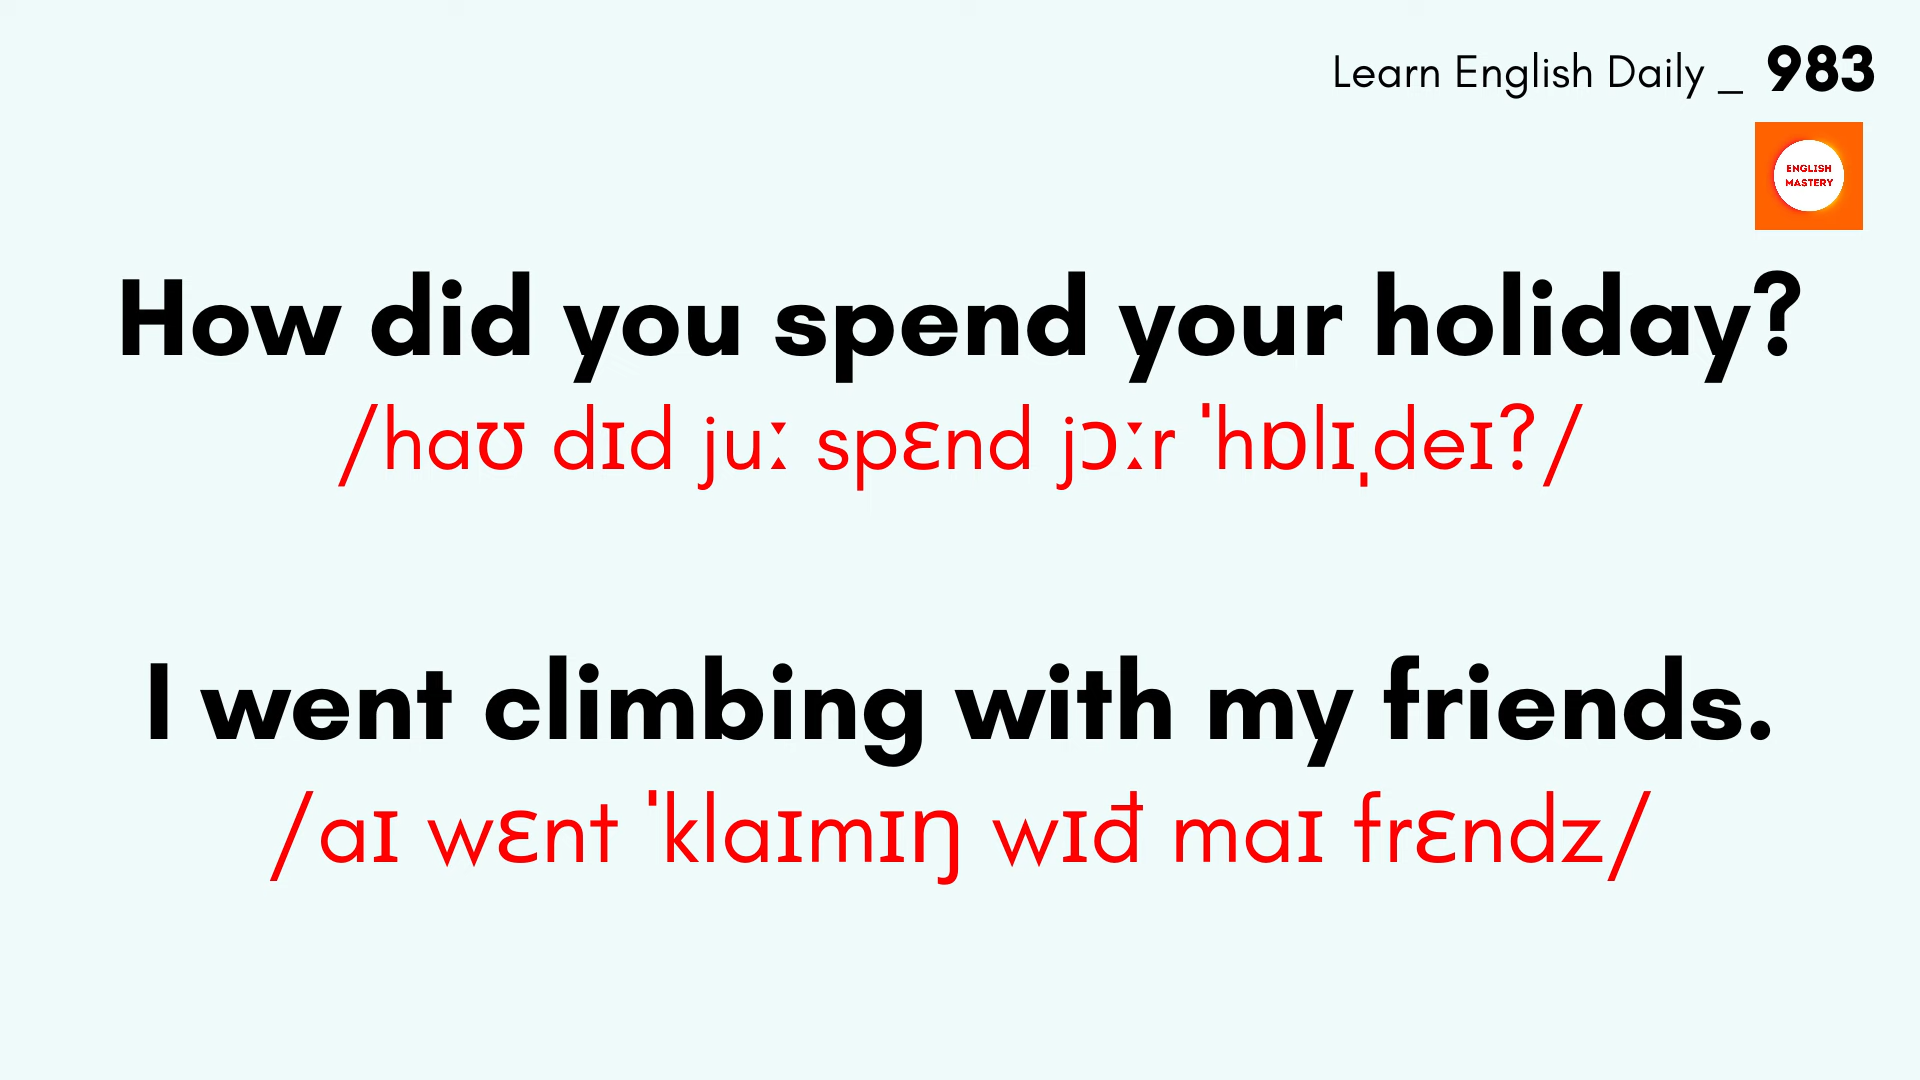 Learn English Daily _ 983
ENGLISH
MASTERY
How did you spend your holiday?
/haʊ dɪd juː spɛnd jɔːr ˈhɒlɪˌdeɪ?/
I went climbing with my friends.
/aɪ wɛnt ˈklaɪmɪŋ wɪđ maɪ frɛndz/